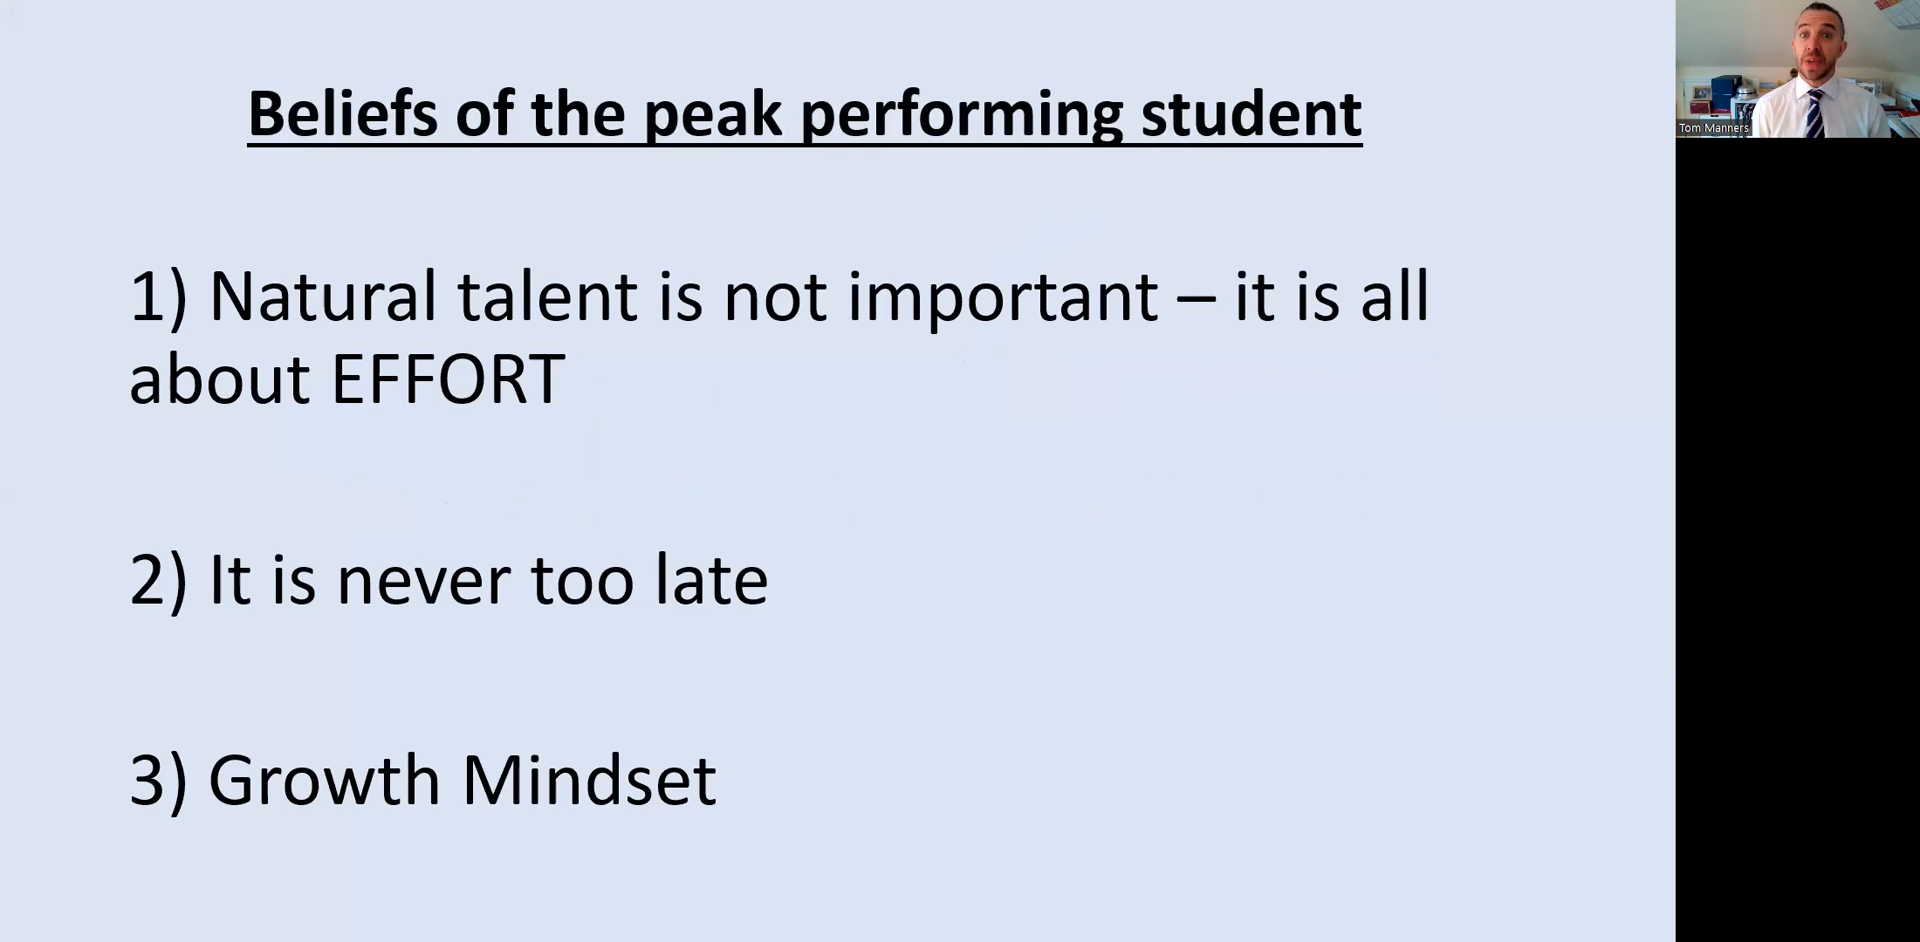 Beliefs of the peak performing student
1) Natural talent is not important – it is all
about EFFORT
2) It is never too late
3) Growth Mindset
Tom Manners